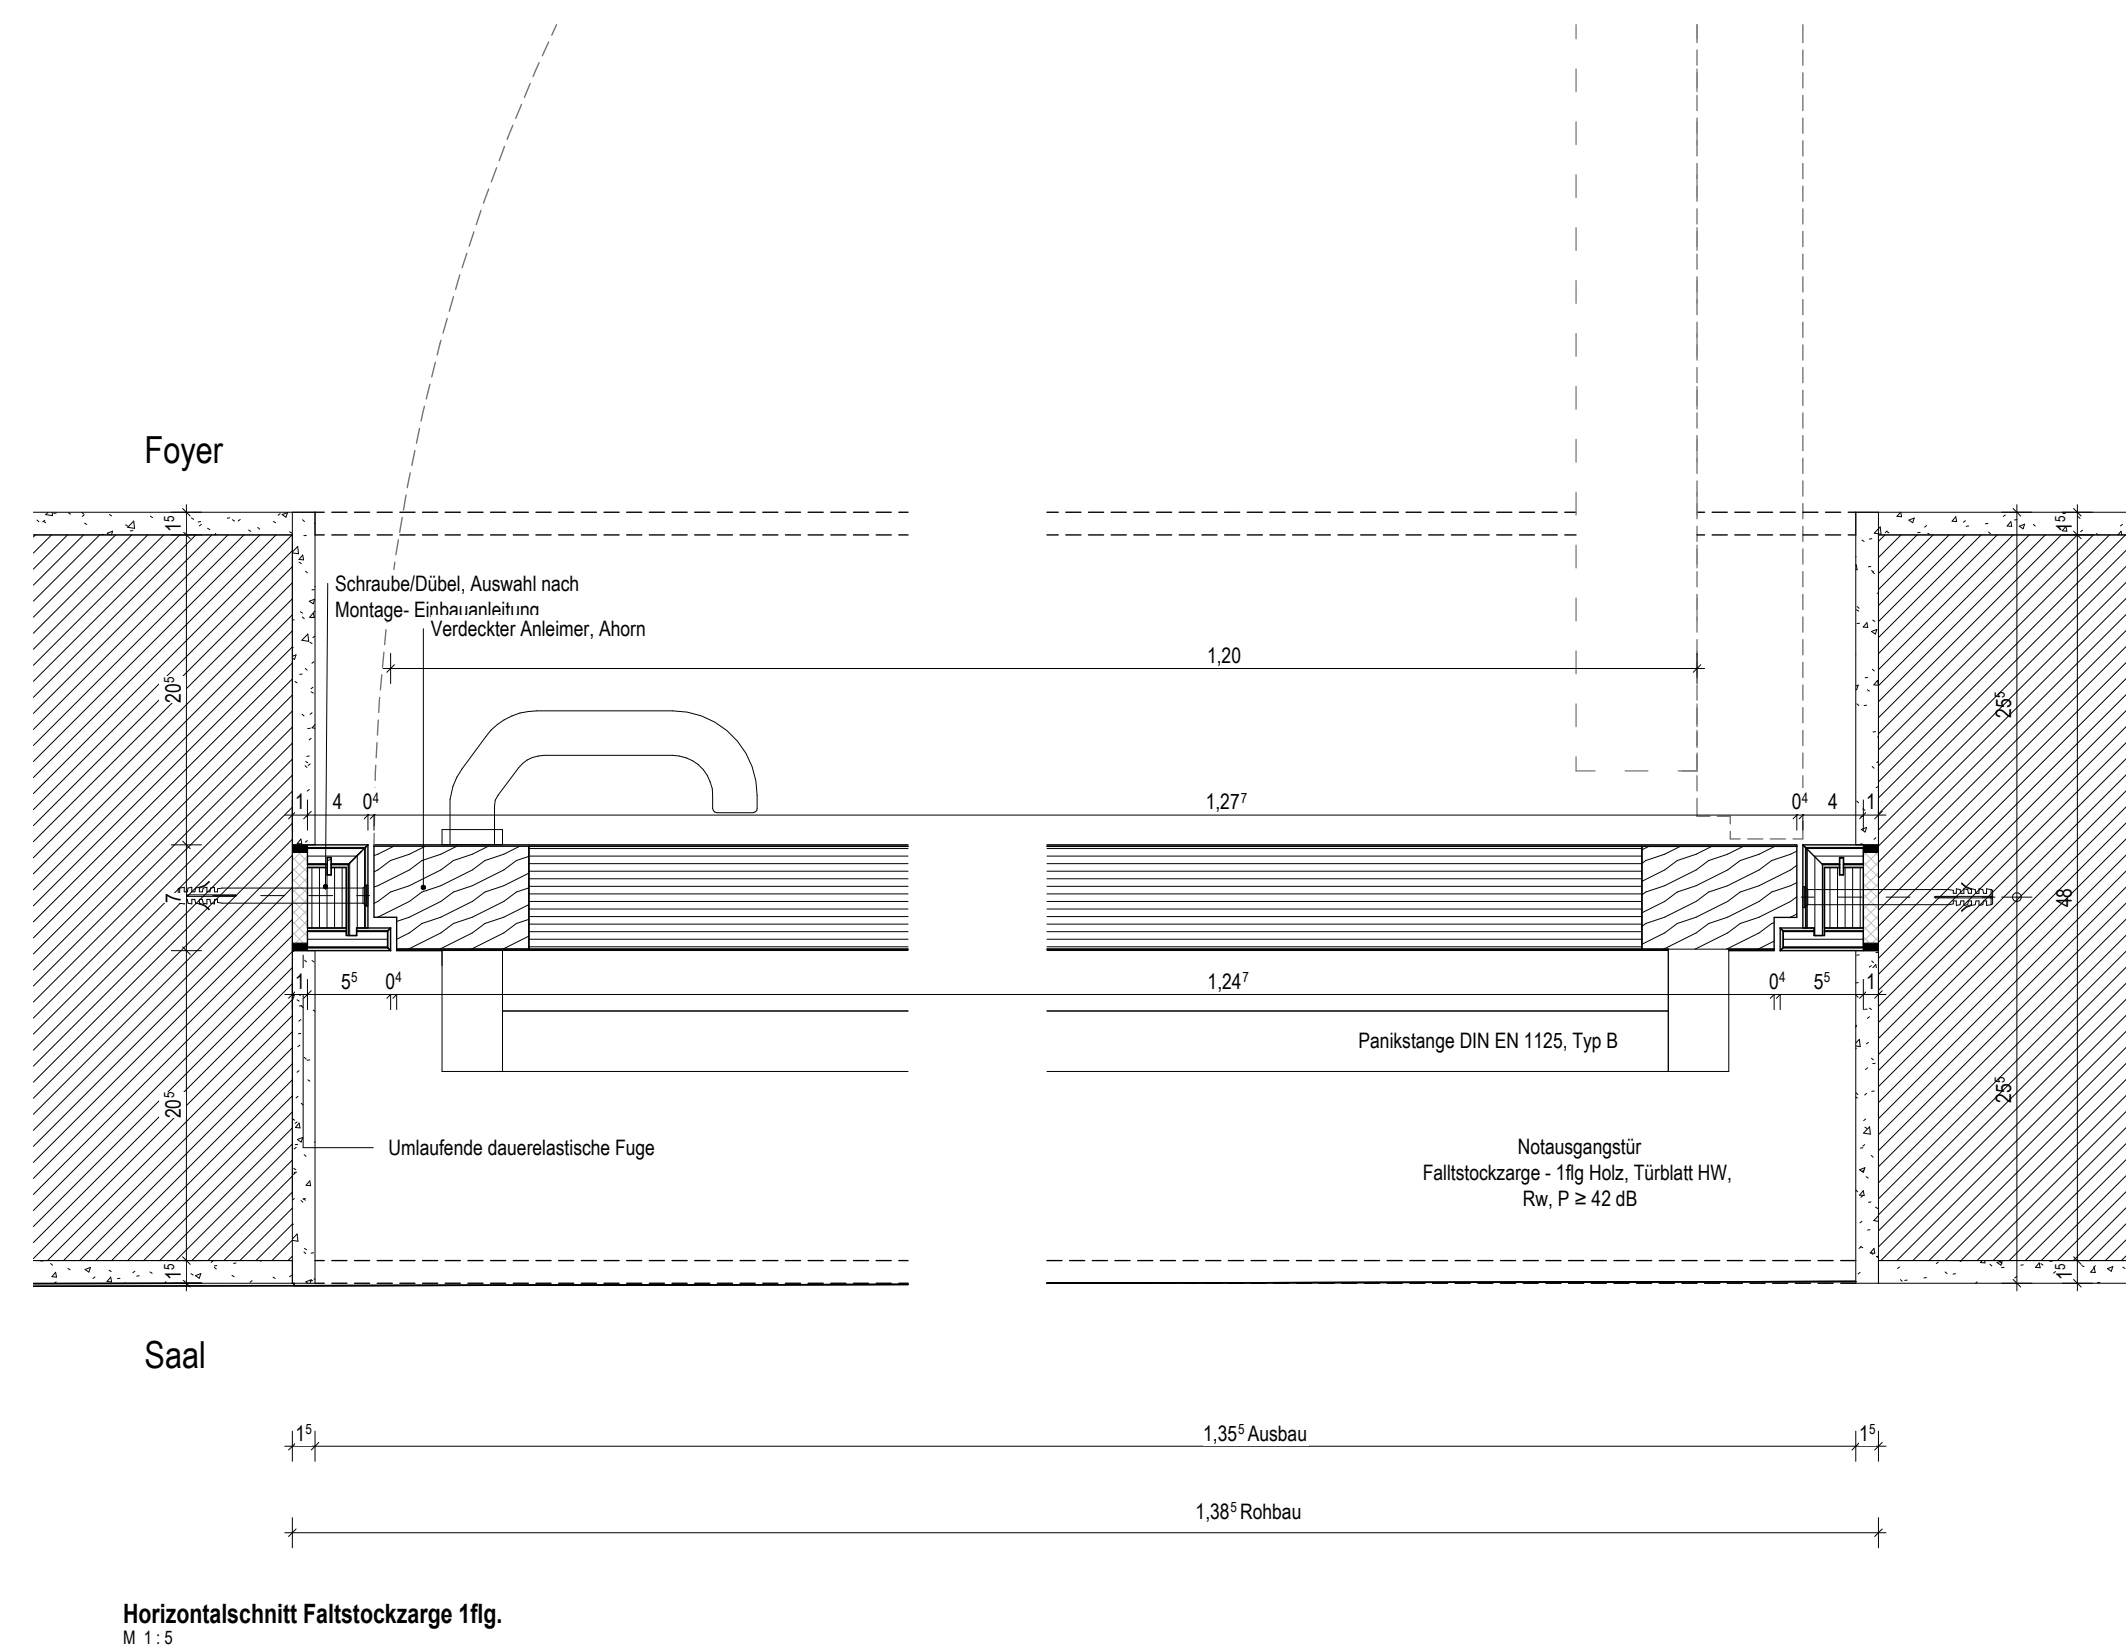 Foyer
1⁵
1⁵
Schraube/Dübel, Auswahl nach
Montage- Einbauanleitung
Verdeckter Anleimer, Ahorn
1,20
20⁵
25⁵
1 4 0⁴ 1,27⁷ 0⁴ 4 1
7
48
1 5⁵ 0⁴ 1,24⁷ 0⁴ 5⁵ 1
Panikstange DIN EN 1125, Typ B
20⁵
25⁵
Umlaufende dauerelastische Fuge
Notausgangstür
Falltstockzarge - 1flg Holz, Türblatt HW,
Rw, P ≥ 42 dB
1⁵
1⁵
Saal
1⁵ 1,35⁵ Ausbau 1⁵
1,38⁵ Rohbau
Horizontalschnitt Faltstockzarge 1flg.
M 1 : 5